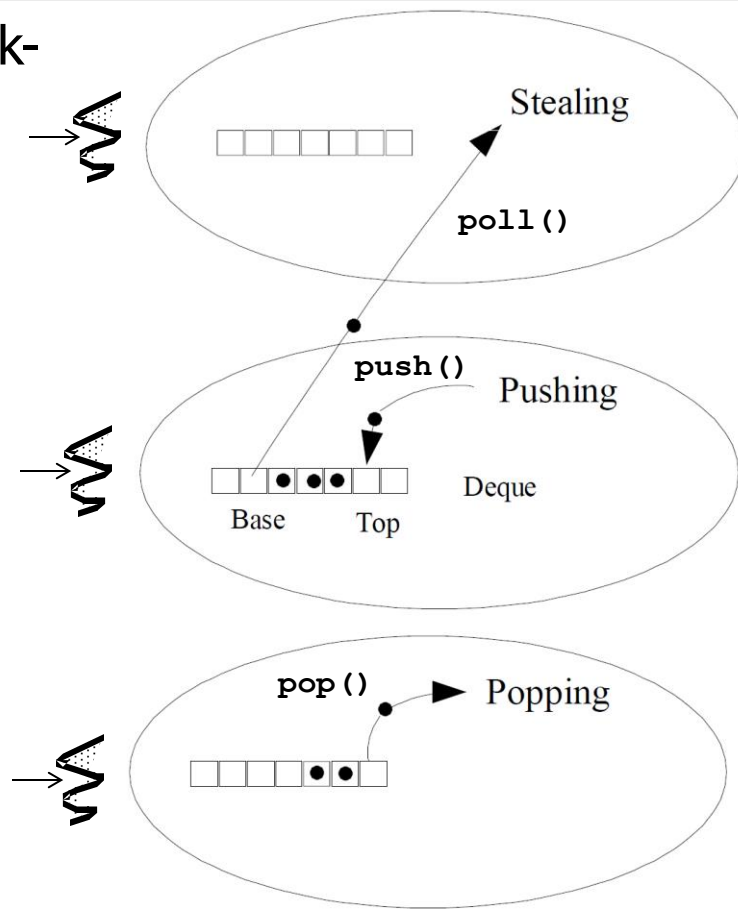 k-
Stealing
poll()
push()
Pushing
Deque
Base
Top
pop()
Popping